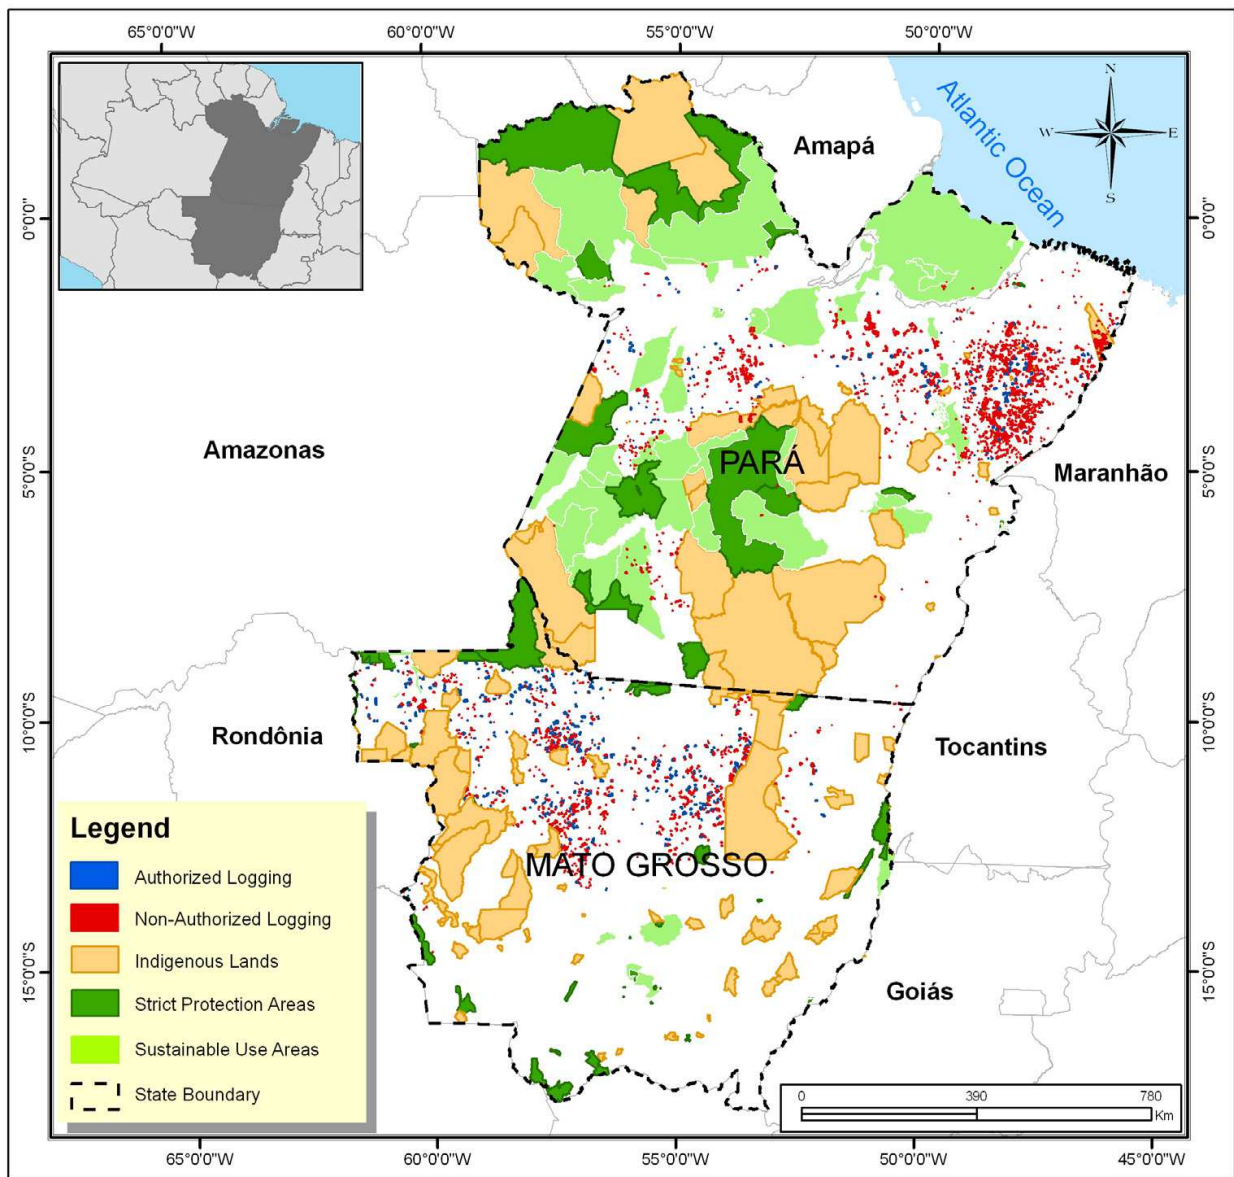 65°0'0"W 60°0'0"W 55°0'0"W 50°0'0"W
0°0'0"
5°0'0"S
10°0'0"S
15°0'0"S
N
W E
S
Atlantic Ocean
Amapá
0°0'0"
Amazonas
PARÁ
Maranhão
5°0'0"S
Rondônia
Tocantins
10°0'0"S
MATO GROSSO
Goiás
15°0'0"S
Legend
Authorized Logging
Non-Authorized Logging
Indigenous Lands
Strict Protection Areas
Sustainable Use Areas
State Boundary
0 390 780
Km
65°0'0"W 60°0'0"W 55°0'0"W 50°0'0"W 45°0'0"W